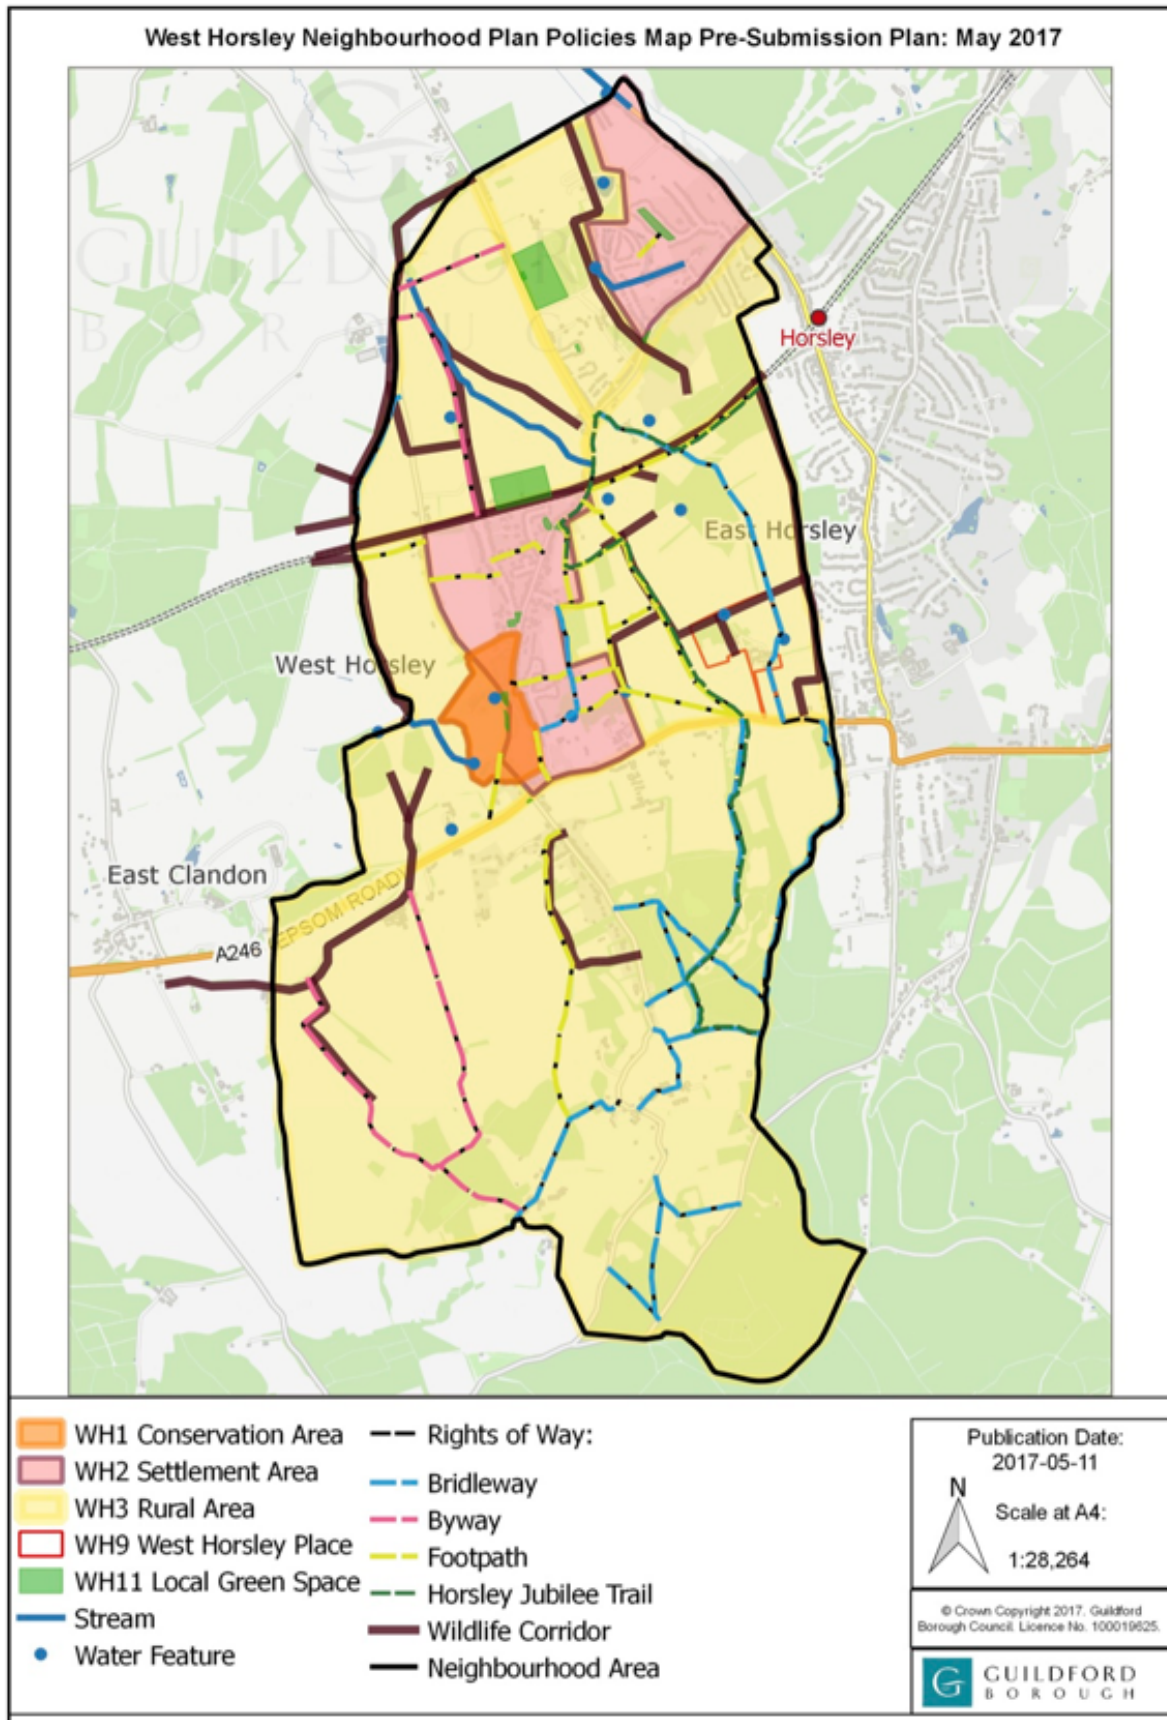 West Horsley Neighbourhood Plan Policies Map Pre-Submission Plan: May 2017
GUILDFORD
BOROUGH
Horsley
East Horsley
West Horsley
East Clandon
EPSOM ROAD
A246
WH1 Conservation Area
WH2 Settlement Area
WH3 Rural Area
WH9 West Horsley Place
WH11 Local Green Space
Stream
Water Feature
Rights of Way:
Bridleway
Byway
Footpath
Horsley Jubilee Trail
Wildlife Corridor
Neighbourhood Area
Publication Date:
2017-05-11
N
Scale at A4:
1:28,264
© Crown Copyright 2017. Guildford
Borough Council. Licence No. 100019625.
G
GUILDFORD
BOROUGH